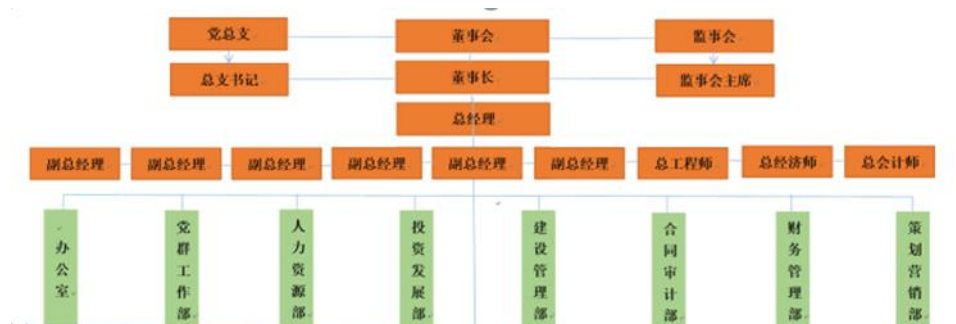 党总支
董事会
监事会
总支书记
董事长
监事会主席
总经理
副总经理
副总经理
副总经理
副总经理
副总经理
副总经理
总工程师
总经济师
总会计师
办公室
党群工作部
人力资源部
投资发展部
建设管理部
合同审计部
财务管理部
策划营销部